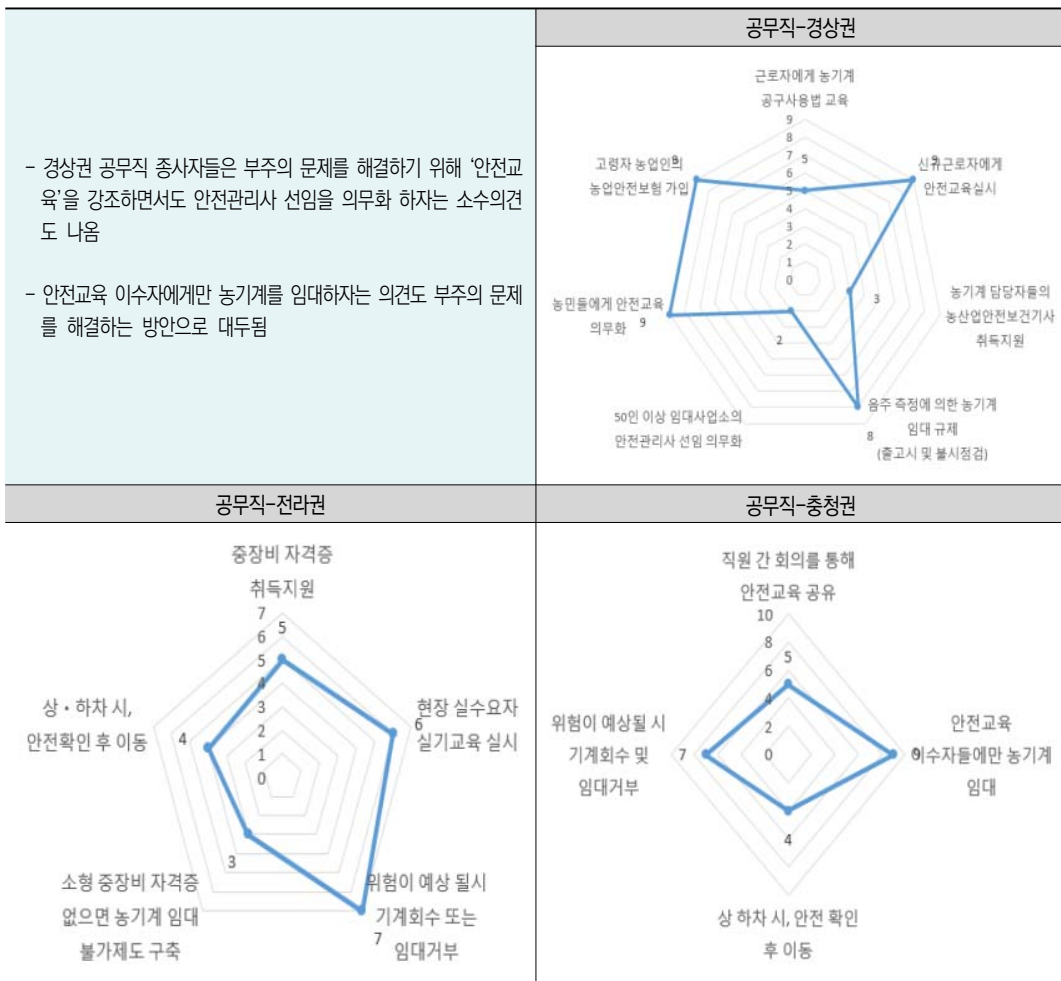 공무직-경상권
- 경상권 공무직 종사자들은 부주의 문제를 해결하기 위해 ‘안전교
육’을 강조하면서도 안전관리사 선임을 의무화 하자는 소수의견
도 나옴
- 안전교육 이수자에게만 농기계를 임대하자는 의견도 부주의 문제
를 해결하는 방안으로 대두됨
근로자에게 농기계
공구사용법 교육
9
8
7
6
5
4
3
2
1
0
5
신규근로자에게
안전교육실시
9
농기계 담당자들의
농산업안전보건기사
취득지원
3
음주 측정에 의한 농기계
임대 규제
(출고시 및 불시점검)
8
50인 이상 임대사업소의
안전관리사 선임 의무화
2
농민들에게 안전교육
의무화
9
고령자 농업인의
농업안전보험 가입
9
공무직-전라권
중장비 자격증
취득지원
7
6
5
4
3
2
1
0
5
현장 실수요자
실기교육 실시
6
위험이 예상 될시
기계회수 또는
임대거부
7
소형 중장비 자격증
없으면 농기계 임대
불가제도 구축
3
상・하차 시,
안전확인 후 이동
4
공무직-충청권
직원 간 회의를 통해
안전교육 공유
10
8
6
4
2
0
5
안전교육
이수자들에만 농기계
임대
9
상 하차 시, 안전 확인
후 이동
4
위험이 예상될 시
기계회수 및
임대거부
7